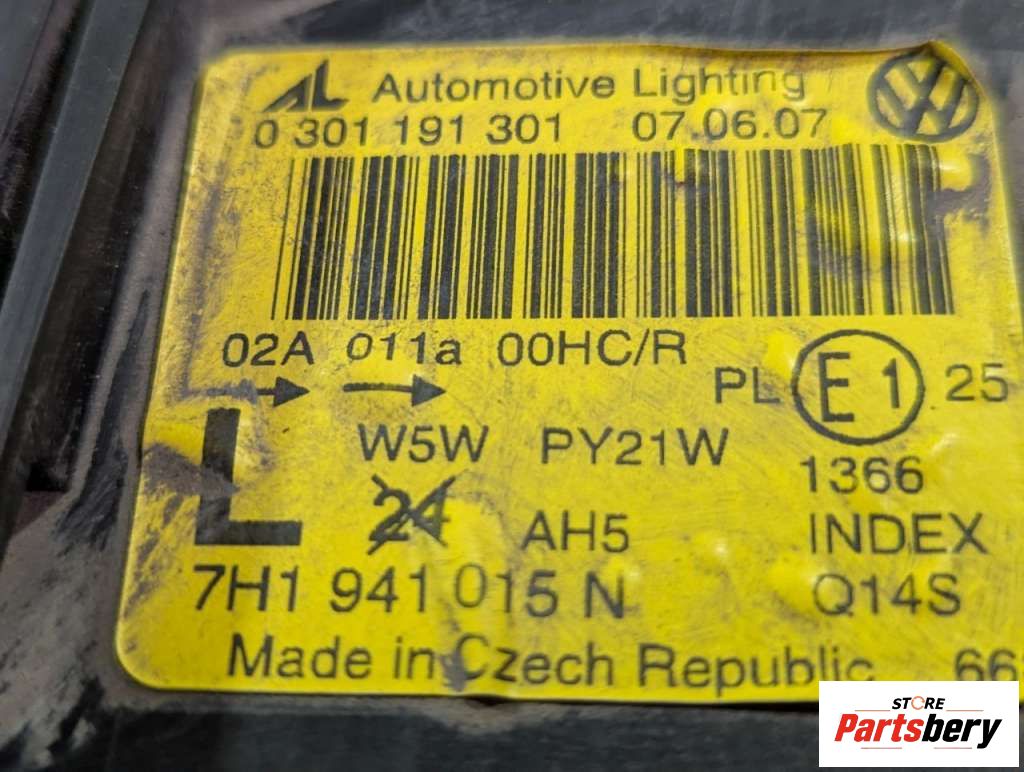 AL Automotive Lighting
0 301 191 301 07.06.07
02A 011a 00HC/R
PL E1 25
L W5W PY21W 1366
24 AH5 INDEX
7H1 941 015 N Q14S
Made in Czech Republic
STORE
Partsbery